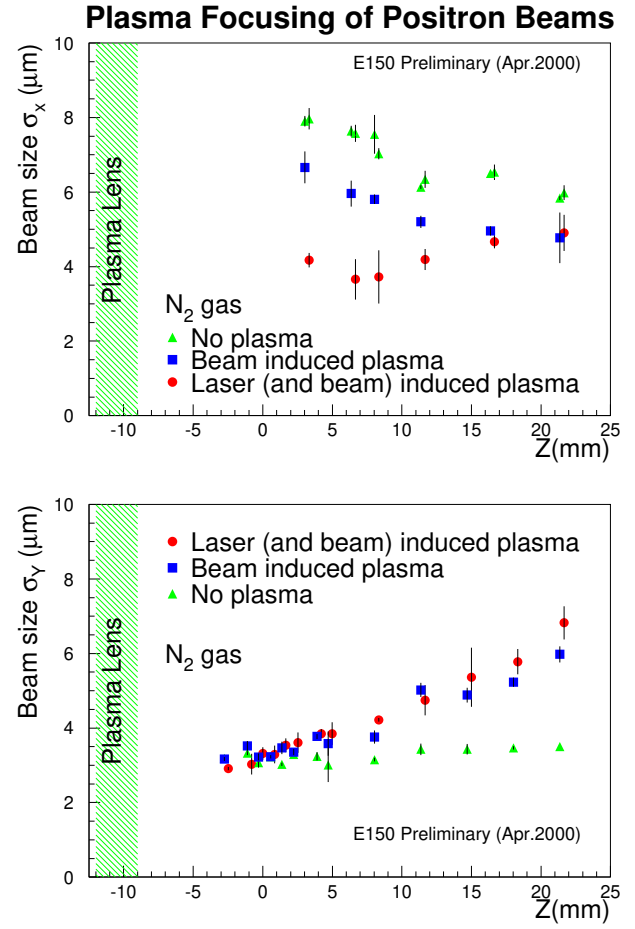 Plasma Focusing of Positron Beams
10
E150 Preliminary (Apr.2000)
8
6
4
2
0
Beam size σx (μm)
Plasma Lens
N2 gas
No plasma
Beam induced plasma
Laser (and beam) induced plasma
-10 -5 0 5 10 15 20 25
Z(mm)
10
8
6
4
2
0
Beam size σY (μm)
Plasma Lens
Laser (and beam) induced plasma
Beam induced plasma
No plasma
N2 gas
E150 Preliminary (Apr.2000)
-10 -5 0 5 10 15 20 25
Z(mm)